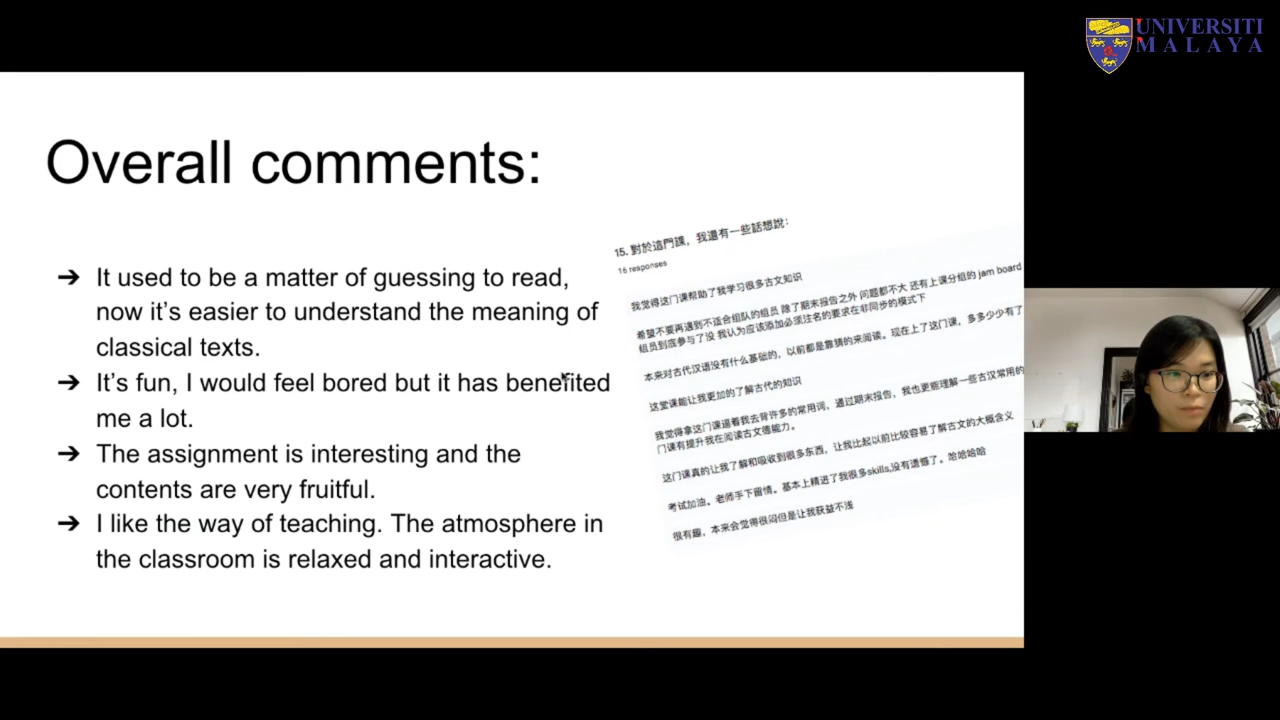 UNIVERSITI
MALAYA
Overall comments:
➔ It used to be a matter of guessing to read,
now it's easier to understand the meaning of
classical texts.
➔ It's fun, I would feel bored but it has benefited
me a lot.
➔ The assignment is interesting and the
contents are very fruitful.
➔ I like the way of teaching. The atmosphere in
the classroom is relaxed and interactive.
15. 對於這門課，我還有一些話想說：
16 responses
我觉得这门课帮助了我学习很多古文知识
希望不要再遇到不适合组队的组员 除了期末报告之外 问题都不大 还有上课分组的 jam board
组员到底参与了没 我认为应该添加必须注名的要求在非同步的模式下
本来对古代汉语没有什么基础的，以前都是靠猜的来阅读。现在上了这门课，多多少少有了
这堂课能让我更加的了解古代的知识
我觉得拿这门课逼着我去背许多的常用词，通过期末报告，我也更能理解一些古汉常用的
门课有提升我在阅读古文德能力。
这门课真的让我了解和吸收到很多东西，让我比起以前比较容易了解古文的大概含义
考试加油。老师手下留情。基本上精进了我很多skills,没有遗憾了。哈哈哈哈
很有趣，本来会觉得很闷但是让我获益不浅